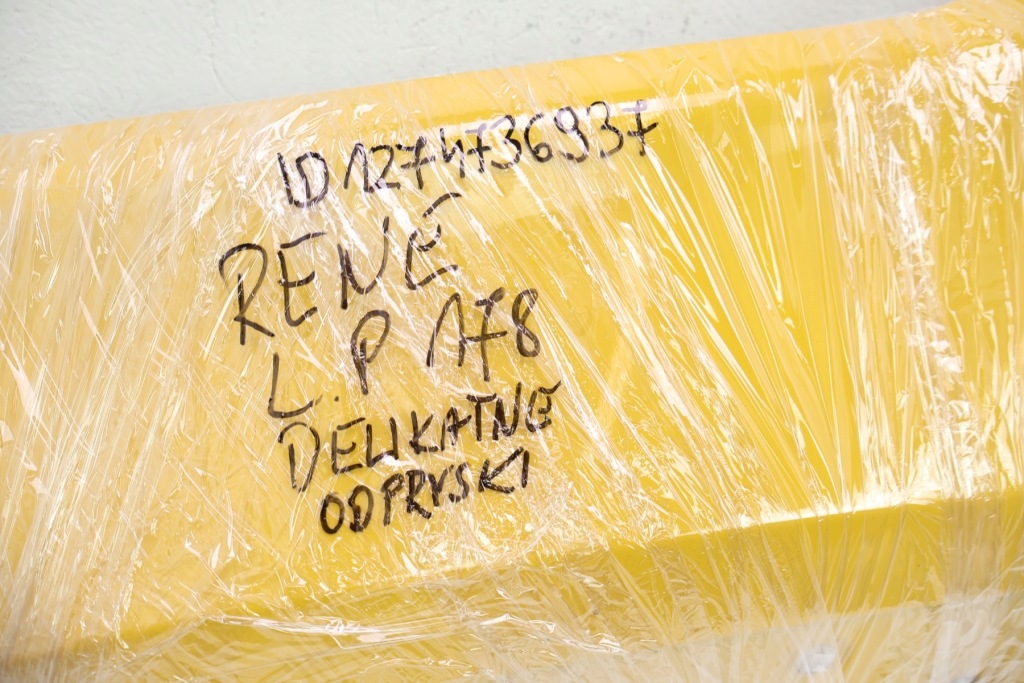 ID 1274736937
RENÉ
L.P 178
DELIKATNE
ODPRYSKI